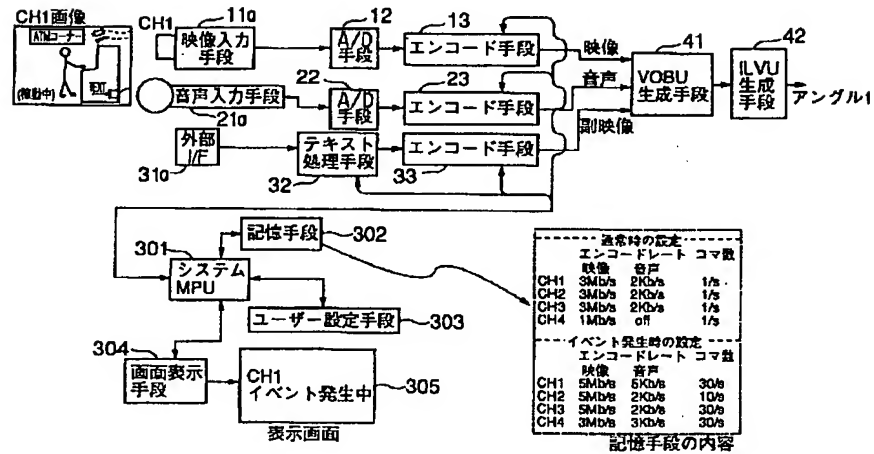 CH1画像
ATMコーナー
EXIT
(稼動中)
CH1
11a
映像入力手段
12
A/D手段
13
エンコード手段
映像
21a
音声入力手段
22
A/D手段
23
エンコード手段
音声
31a
外部I/F
32
テキスト処理手段
33
エンコード手段
副映像
41
VOBU生成手段
42
ILVU生成手段
アングル1
301
システムMPU
302
記憶手段
303
ユーザー設定手段
304
画面表示手段
305
CH1
イベント発生中
表示画面
通常時の設定
エンコードレート コマ数
映像 音声
CH1 3Mb/s 2Kb/s 1/s
CH2 3Mb/s 2Kb/s 1/s
CH3 3Mb/s 2Kb/s 1/s
CH4 1Mb/s off 1/s
イベント発生時の設定
エンコードレート コマ数
映像 音声
CH1 5Mb/s 5Kb/s 30/s
CH2 5Mb/s 2Kb/s 10/s
CH3 5Mb/s 2Kb/s 30/s
CH4 3Mb/s 3Kb/s 30/s
記憶手段の内容